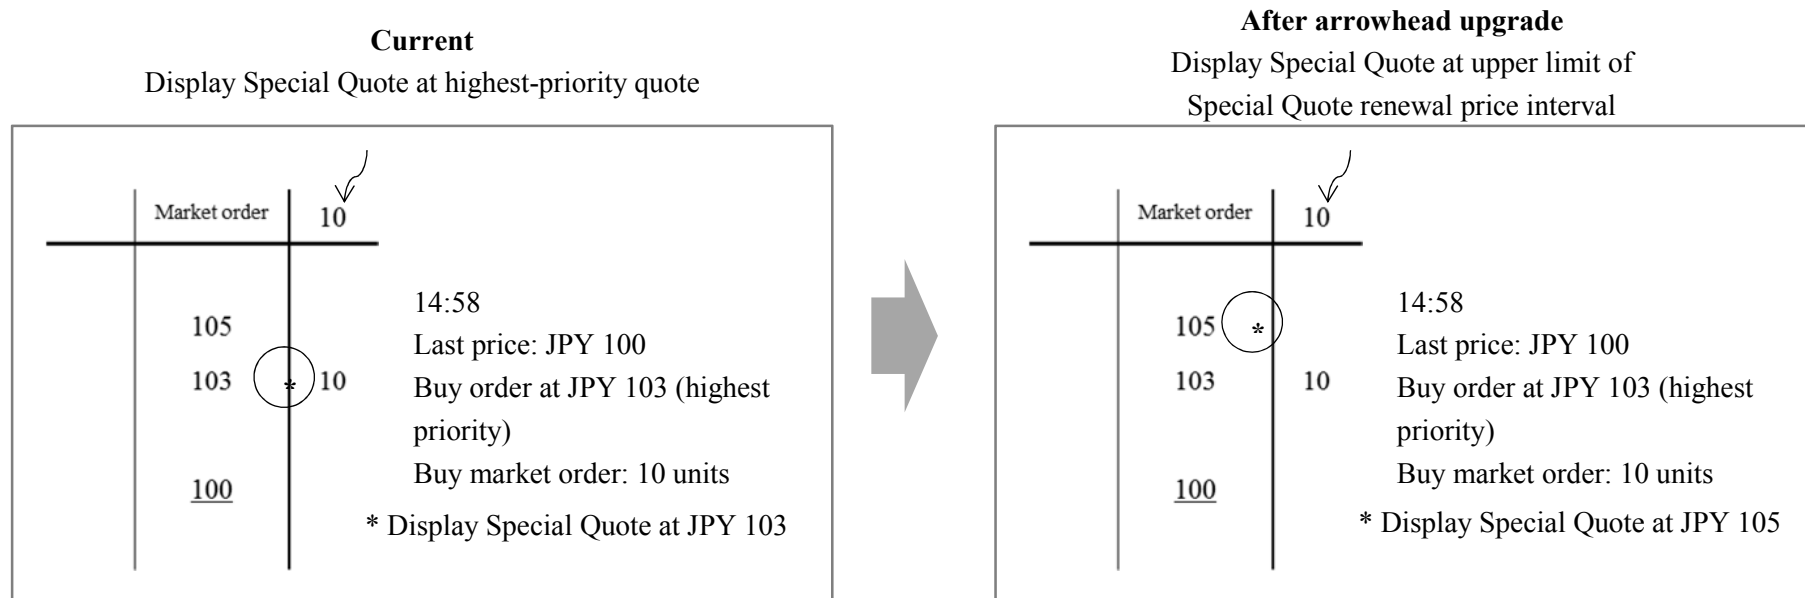 Current
Display Special Quote at highest-priority quote
Market order 10
14:58
105
Last price: JPY 100
103 * 10
Buy order at JPY 103 (highest
priority)
Buy market order: 10 units
100
* Display Special Quote at JPY 103
After arrowhead upgrade
Display Special Quote at upper limit of
Special Quote renewal price interval
Market order 10
14:58
105 *
Last price: JPY 100
103 10
Buy order at JPY 103 (highest
priority)
Buy market order: 10 units
100
* Display Special Quote at JPY 105